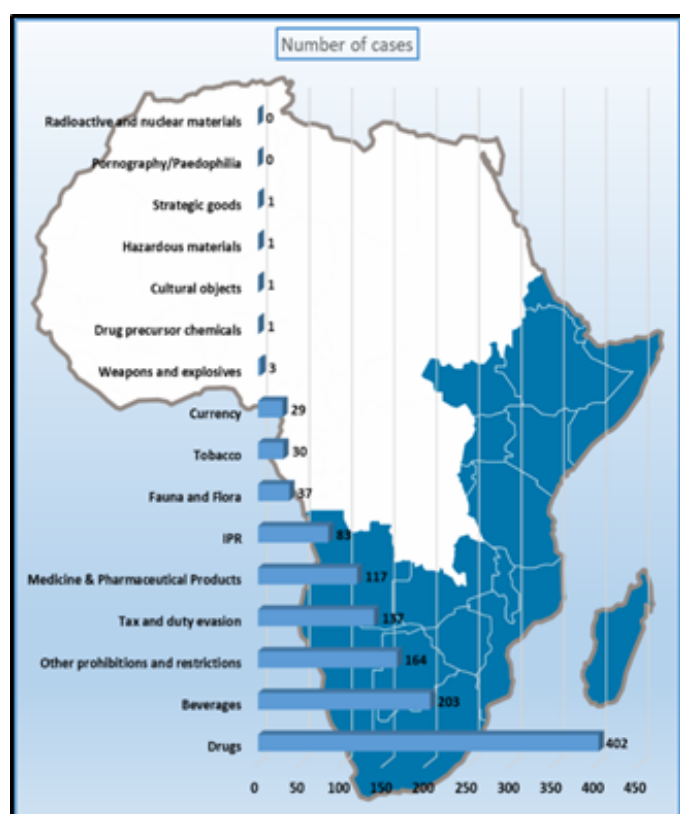 Number of cases
Radioactive and nuclear materials 0
Pornography/Paedophilia 0
Strategic goods 1
Hazardous materials 1
Cultural objects 1
Drug precursor chemicals 1
Weapons and explosives 3
Currency 29
Tobacco 30
Fauna and Flora 37
IPR 83
Medicine & Pharmaceutical Products 117
Tax and duty evasion 137
Other prohibitions and restrictions 164
Beverages 203
Drugs 402
0 50 100 150 200 250 300 350 400 450